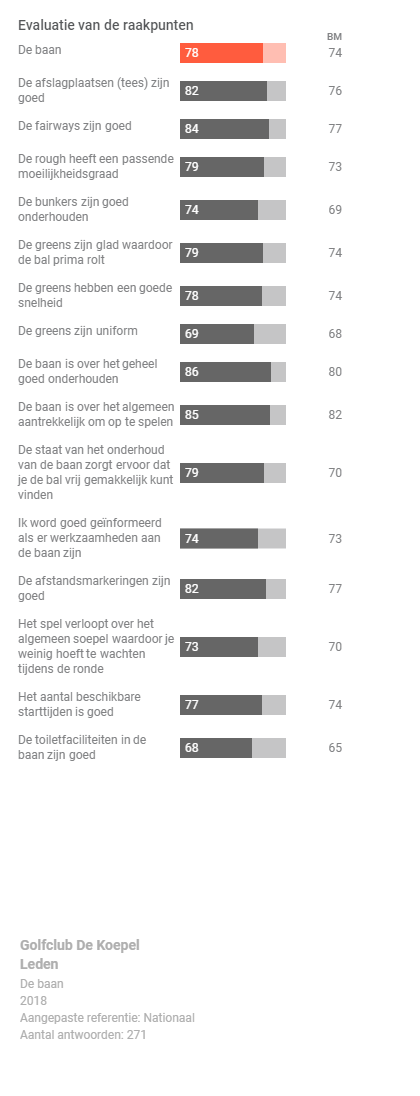 Evaluatie van de raakpunten
BM
De baan 78 74
De afslagplaatsen (tees) zijn
goed 82 76
De fairways zijn goed 84 77
De rough heeft een passende
moeilijkheidsgraad 79 73
De bunkers zijn goed
onderhouden 74 69
De greens zijn glad waardoor
de bal prima rolt 79 74
De greens hebben een goede
snelheid 78 74
De greens zijn uniform 69 68
De baan is over het geheel
goed onderhouden 86 80
De baan is over het algemeen
aantrekkelijk om op te spelen 85 82
De staat van het onderhoud
van de baan zorgt ervoor dat
je de bal vrij gemakkelijk kunt 79 70
vinden
Ik word goed geïnformeerd
als er werkzaamheden aan 74 73
de baan zijn
De afstandsmarkeringen zijn
goed 82 77
Het spel verloopt over het
algemeen soepel waardoor je
weinig hoeft te wachten 73 70
tijdens de ronde
Het aantal beschikbare
starttijden is goed 77 74
De toiletfaciliteiten in de
baan zijn goed 68 65
Golfclub De Koepel
Leden
De baan
2018
Aangepaste referentie: Nationaal
Aantal antwoorden: 271